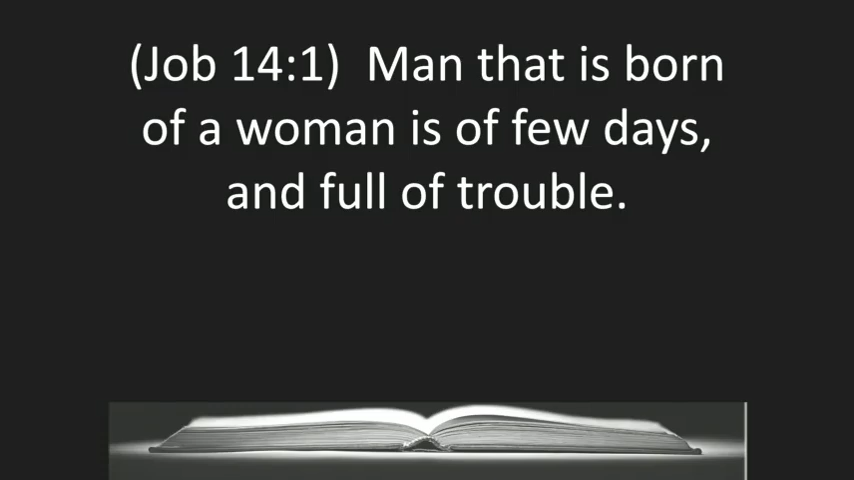 (Job 14:1)  Man that is born
of a woman is of few days,
and full of trouble.